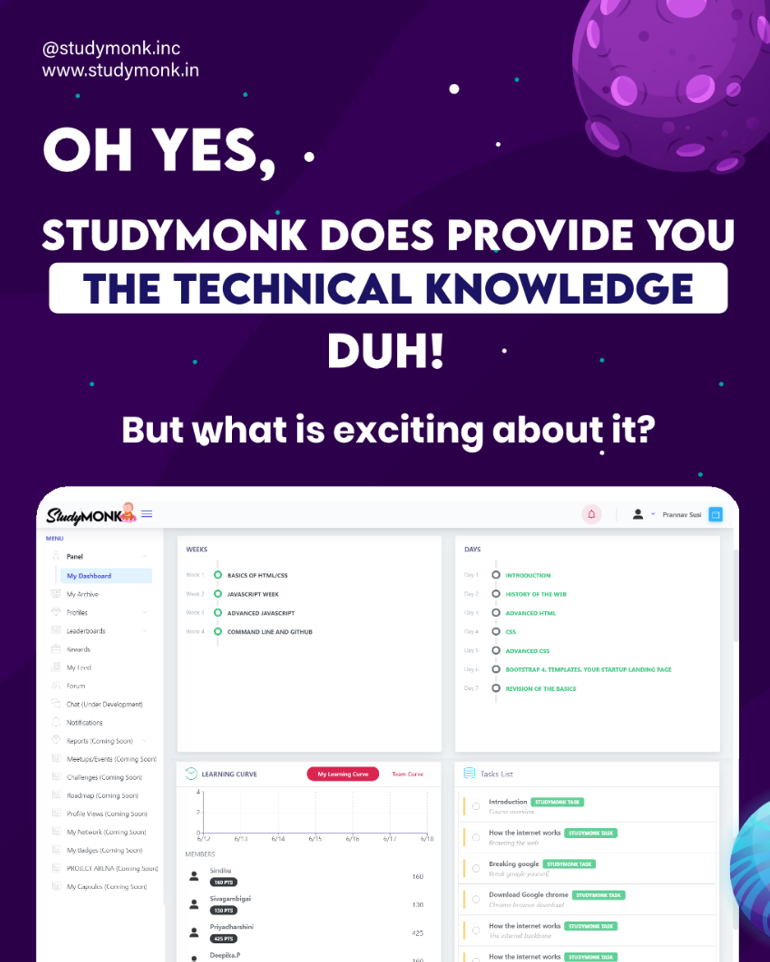 @studymonk.inc
www.studymonk.in
OH YES,
STUDYMONK DOES PROVIDE YOU
THE TECHNICAL KNOWLEDGE
DUH!
But what is exciting about it?
StudyMONK
Prannav Susi
MENU
Panel
My Dashboard
My Archive
Profiles
Leaderboards
Rewards
My Feed
Forum
Chat (Under Development)
Notifications
Reports (Coming Soon)
Meetups/Events (Coming Soon)
Challenges (Coming Soon)
Roadmap (Coming Soon)
Profile Views (Coming Soon)
My Network (Coming Soon)
My Badges (Coming Soon)
PROJECT ARENA (Coming Soon)
My Capsules (Coming Soon)
WEEKS
Week 1 BASICS OF HTML/CSS
Week 2 JAVASCRIPT WEEK
Week 3 ADVANCED JAVASCRIPT
Week 4 COMMAND LINE AND GITHUB
DAYS
Day 1 INTRODUCTION
Day 2 HISTORY OF THE WEB
Day 3 ADVANCED HTML
Day 4 CSS
Day 5 ADVANCED CSS
Day 6 BOOTSTRAP 4, TEMPLATES, YOUR STARTUP LANDING PAGE
Day 7 REVISION OF THE BASICS
LEARNING CURVE My Learning Curve Team Curve
4
2
0
6/12 6/13 6/14 6/15 6/16 6/17 6/18
MEMBERS
Sindhu
160 PTS 160
Sivagambigai
130 PTS 130
Priyadharshini
425 PTS 425
Deepika.P
160
Tasks List
Introduction STUDYMONK TASK
Course overview
How the internet works STUDYMONK TASK
Browsing the web
Breaking google STUDYMONK TASK
Break google yourself
Download Google chrome STUDYMONK TASK
Chrome browser download
How the internet works STUDYMONK TASK
The internet backbone
How the internet works STUDYMONK TASK